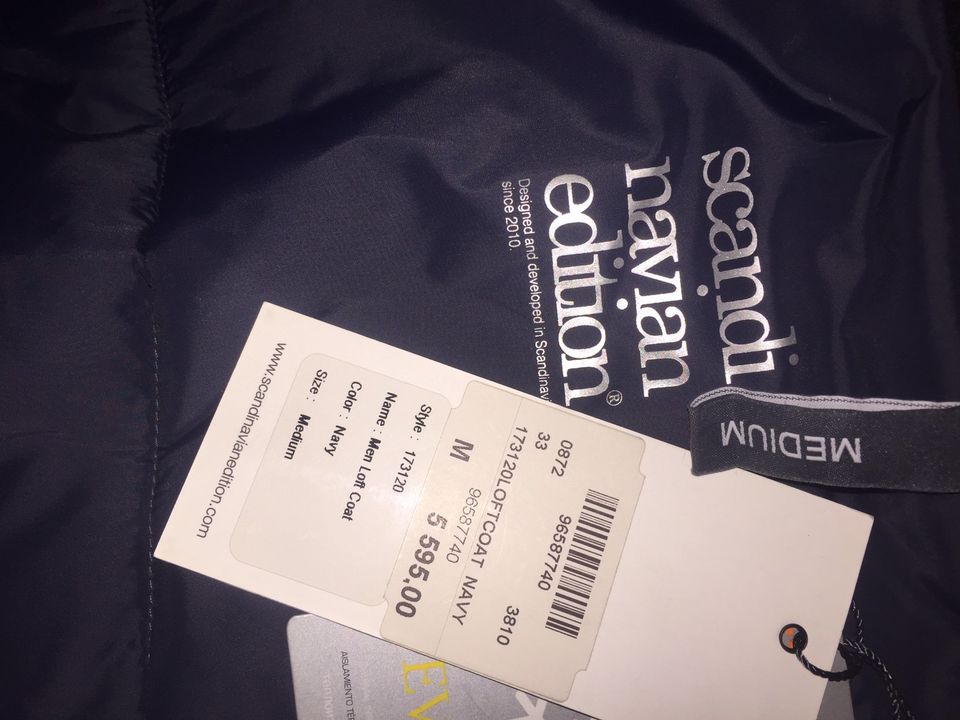 scandi
navian
edition®
Designed and developed in
since 2010.
MEDIUM
0872 96587740
33
173120LOFTCOAT NAVY 3810
M 96587740
5 595,00
Style : 173120
Name : Men Loft Coat
Color : Navy
Size : Medium
www.scandinavianedition.com
AISLAMIENTO